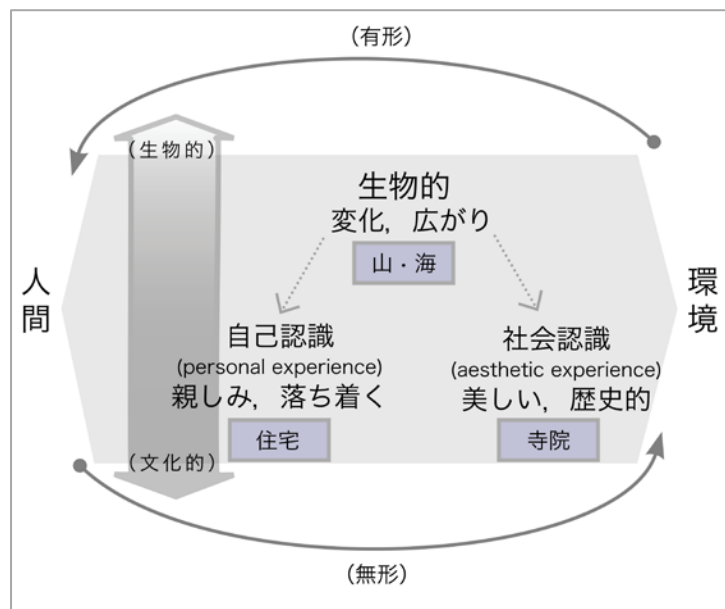 (有形)
(生物的)
生物的
変化，広がり
山・海
人間
環境
自己認識
(personal experience)
親しみ，落ち着く
住宅
社会認識
(aesthetic experience)
美しい，歴史的
寺院
(文化的)
(無形)